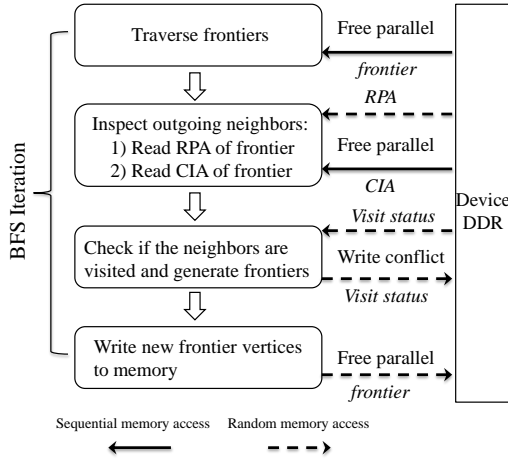 Free parallel
Traverse frontiers
frontier
RPA
Inspect outgoing neighbors:
1) Read RPA of frontier
2) Read CIA of frontier
Free parallel
CIA
BFS Iteration
Device
DDR
Visit status
Check if the neighbors are
visited and generate frontiers
Write conflict
Visit status
Write new frontier vertices
to memory
Free parallel
frontier
Sequential memory access
Random memory access